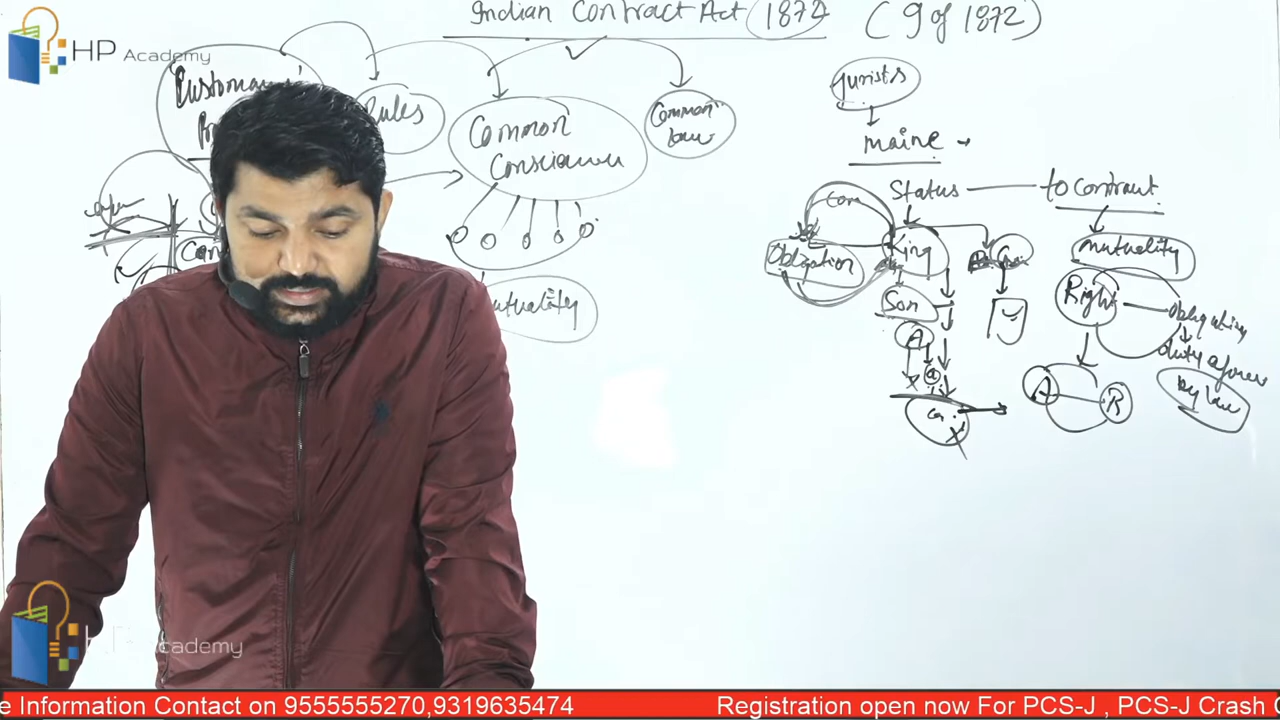 Indian Contract Act 1872 (9 of 1872)
HP Academy
Rules
Common
Conscience
Common
law
Jurists
maine
Status
to contract
mutuality
King
Obligation
Son
A
Right
obligation
duty
by law
A
mutuality
HP Academy
e Information Contact on 9555555270,9319635474
Registration open now For PCS-J , PCS-J Crash C